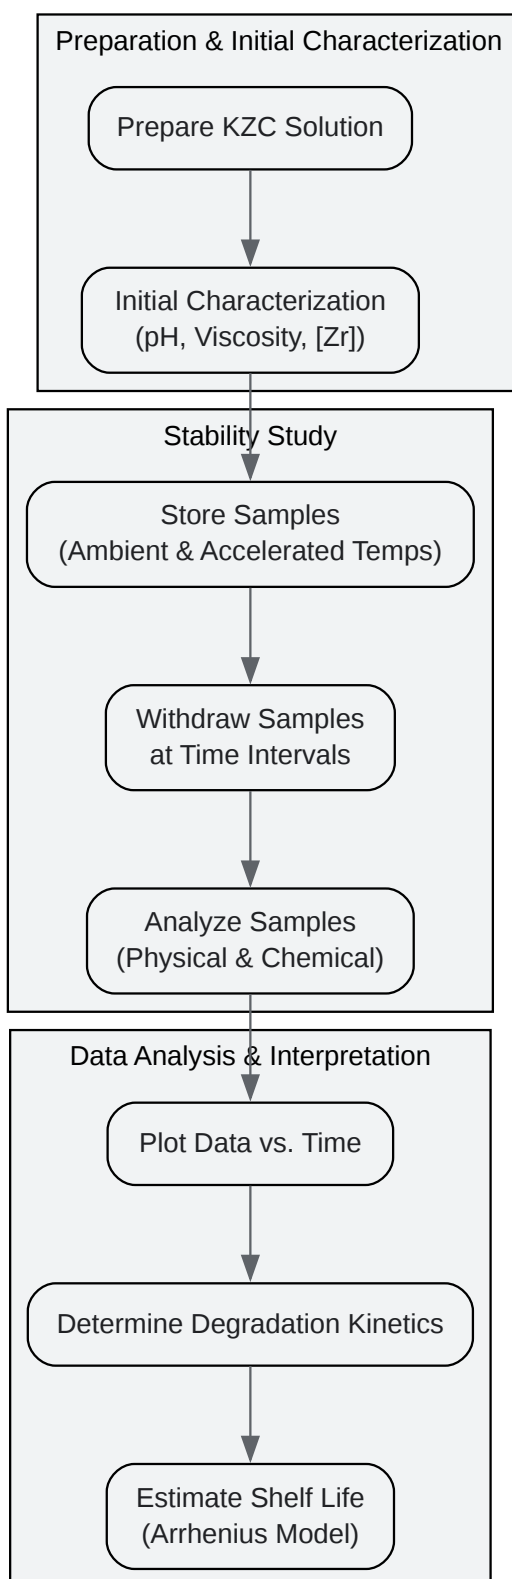 Preparation & Initial Characterization
Prepare KZC Solution
Initial Characterization
(pH, Viscosity, [Zr])
Stability Study
Store Samples
(Ambient & Accelerated Temps)
Withdraw Samples
at Time Intervals
Analyze Samples
(Physical & Chemical)
Data Analysis & Interpretation
Plot Data vs. Time
Determine Degradation Kinetics
Estimate Shelf Life
(Arrhenius Model)